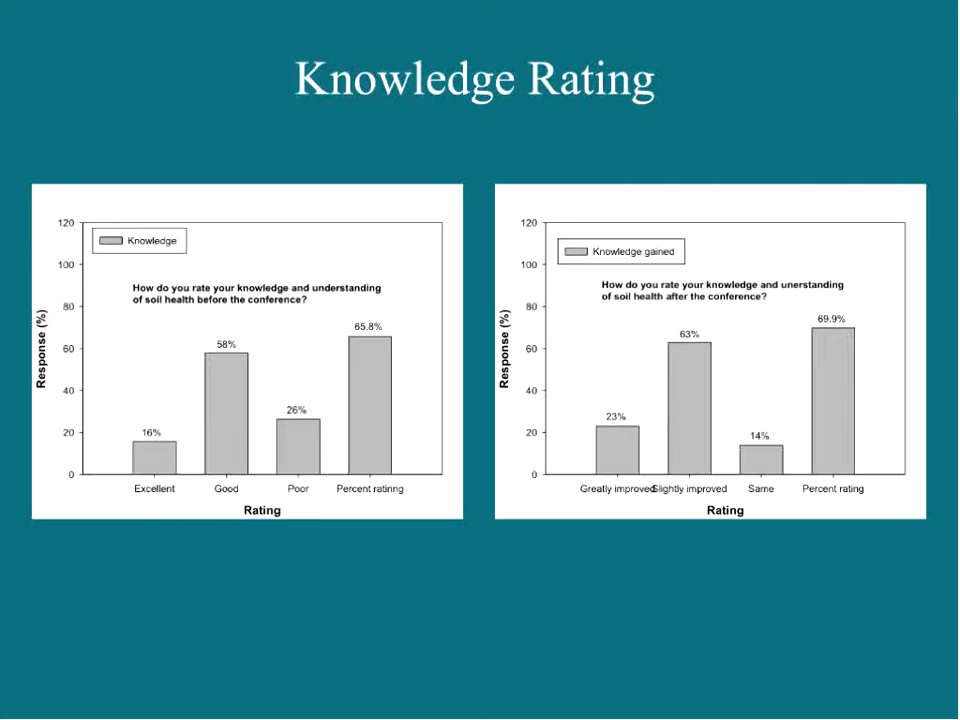 Knowledge Rating
120
100
80
60
40
20
0
Response (%)
Knowledge
How do you rate your knowledge and understanding
of soil health before the conference?
16%
58%
26%
65.8%
Excellent Good Poor Percent ratinng
Rating
120
100
80
60
40
20
0
Response (%)
Knowledge gained
How do you rate your knowledge and unerstanding
of soil health after the conference?
23%
63%
14%
69.9%
Greatly improved Slightly improved Same Percent rating
Rating